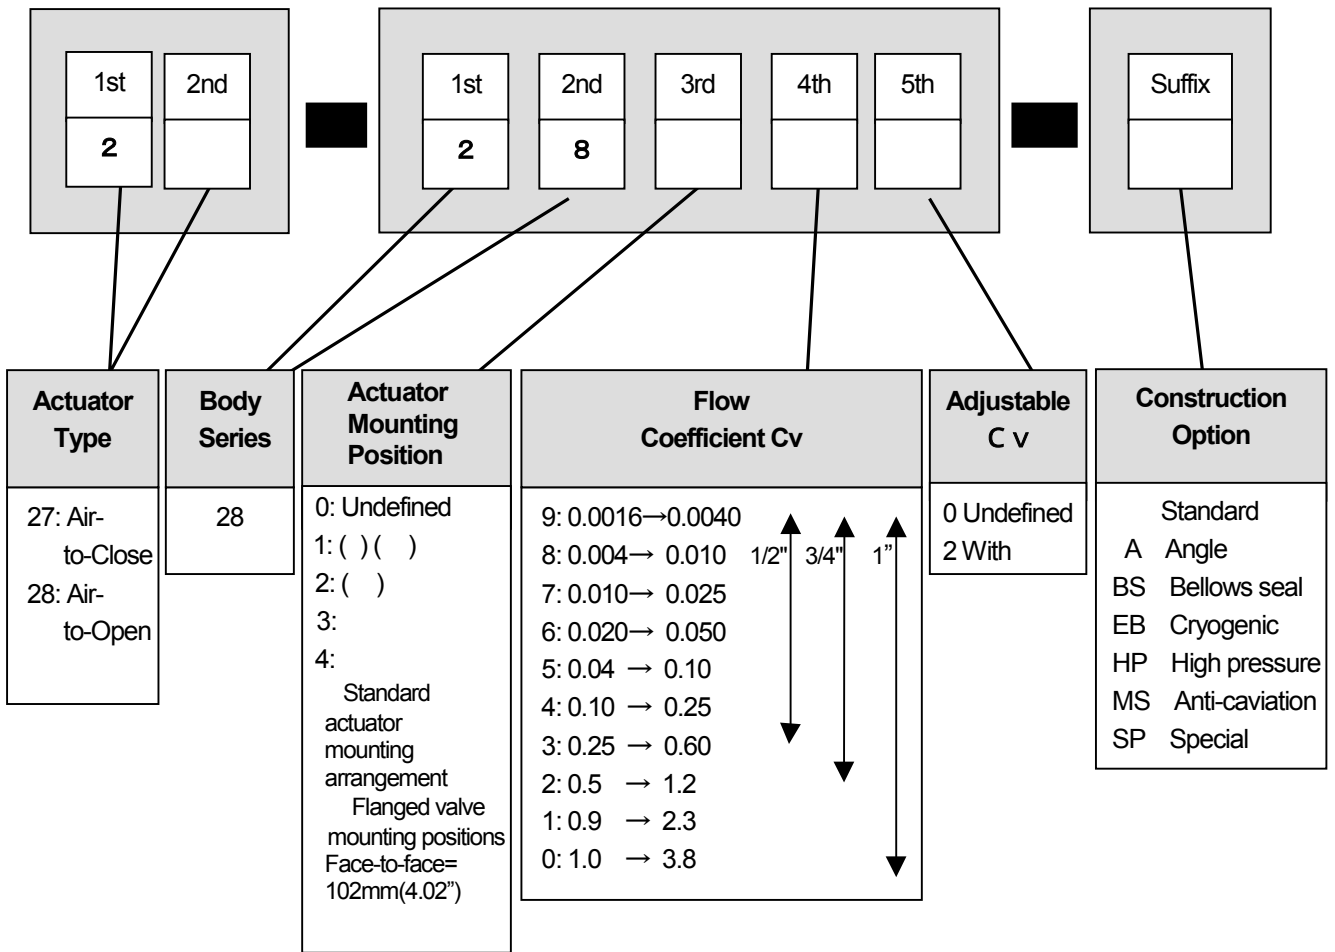 1st 2nd 1st 2nd 3rd 4th 5th Suffix
2 2 8
Actuator
Type
27: Air-
to-Close
28: Air-
to-Open
Body
Series
28
Actuator
Mounting
Position
0: Undefined
1: ( ) ( )
2: ( )
3:
4:
Standard
actuator
mounting
arrangement
Flanged valve
mounting positions
Face-to-face=
102mm(4.02”)
Flow
Coefficient Cv
9: 0.0016→0.0040
8: 0.004→ 0.010 1/2" 3/4" 1”
7: 0.010→ 0.025
6: 0.020→ 0.050
5: 0.04 → 0.10
4: 0.10 → 0.25
3: 0.25 → 0.60
2: 0.5 → 1.2
1: 0.9 → 2.3
0: 1.0 → 3.8
Adjustable
C v
0 Undefined
2 With
Construction
Option
Standard
A Angle
BS Bellows seal
EB Cryogenic
HP High pressure
MS Anti-caviation
SP Special